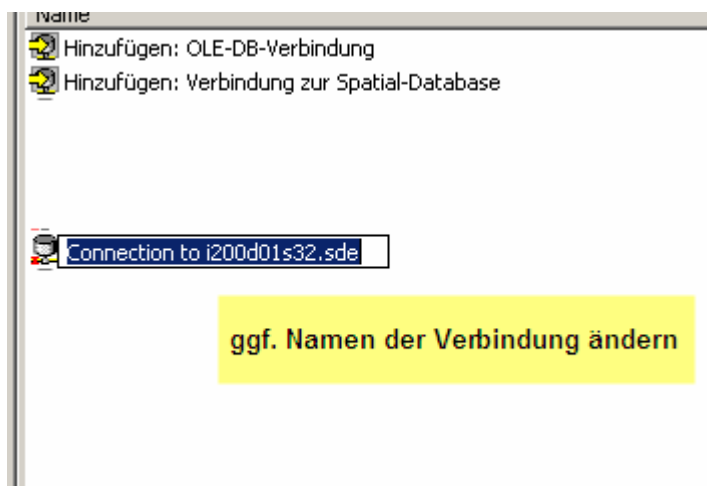 Name
Hinzufügen: OLE-DB-Verbindung
Hinzufügen: Verbindung zur Spatial-Database
Connection to i200d01s32.sde
ggf. Namen der Verbindung ändern